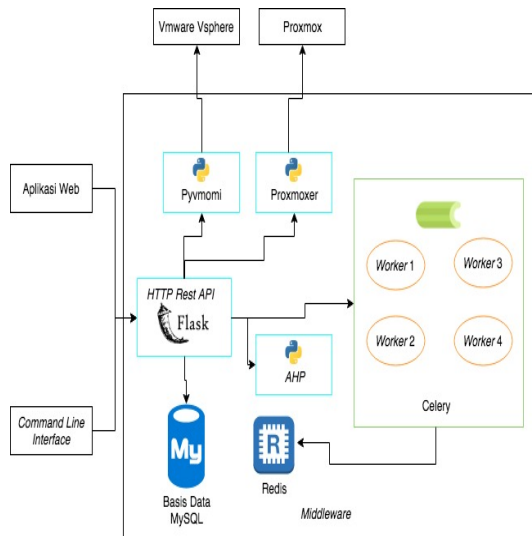 Vmware Vsphere
Proxmox
Pyvmomi
Proxmoxer
Aplikasi Web
HTTP Rest API
Flask
Worker 1
Worker 3
Worker 2
Worker 4
Celery
AHP
Command Line
Interface
My
Basis Data
MySQL
R
Redis
Middleware